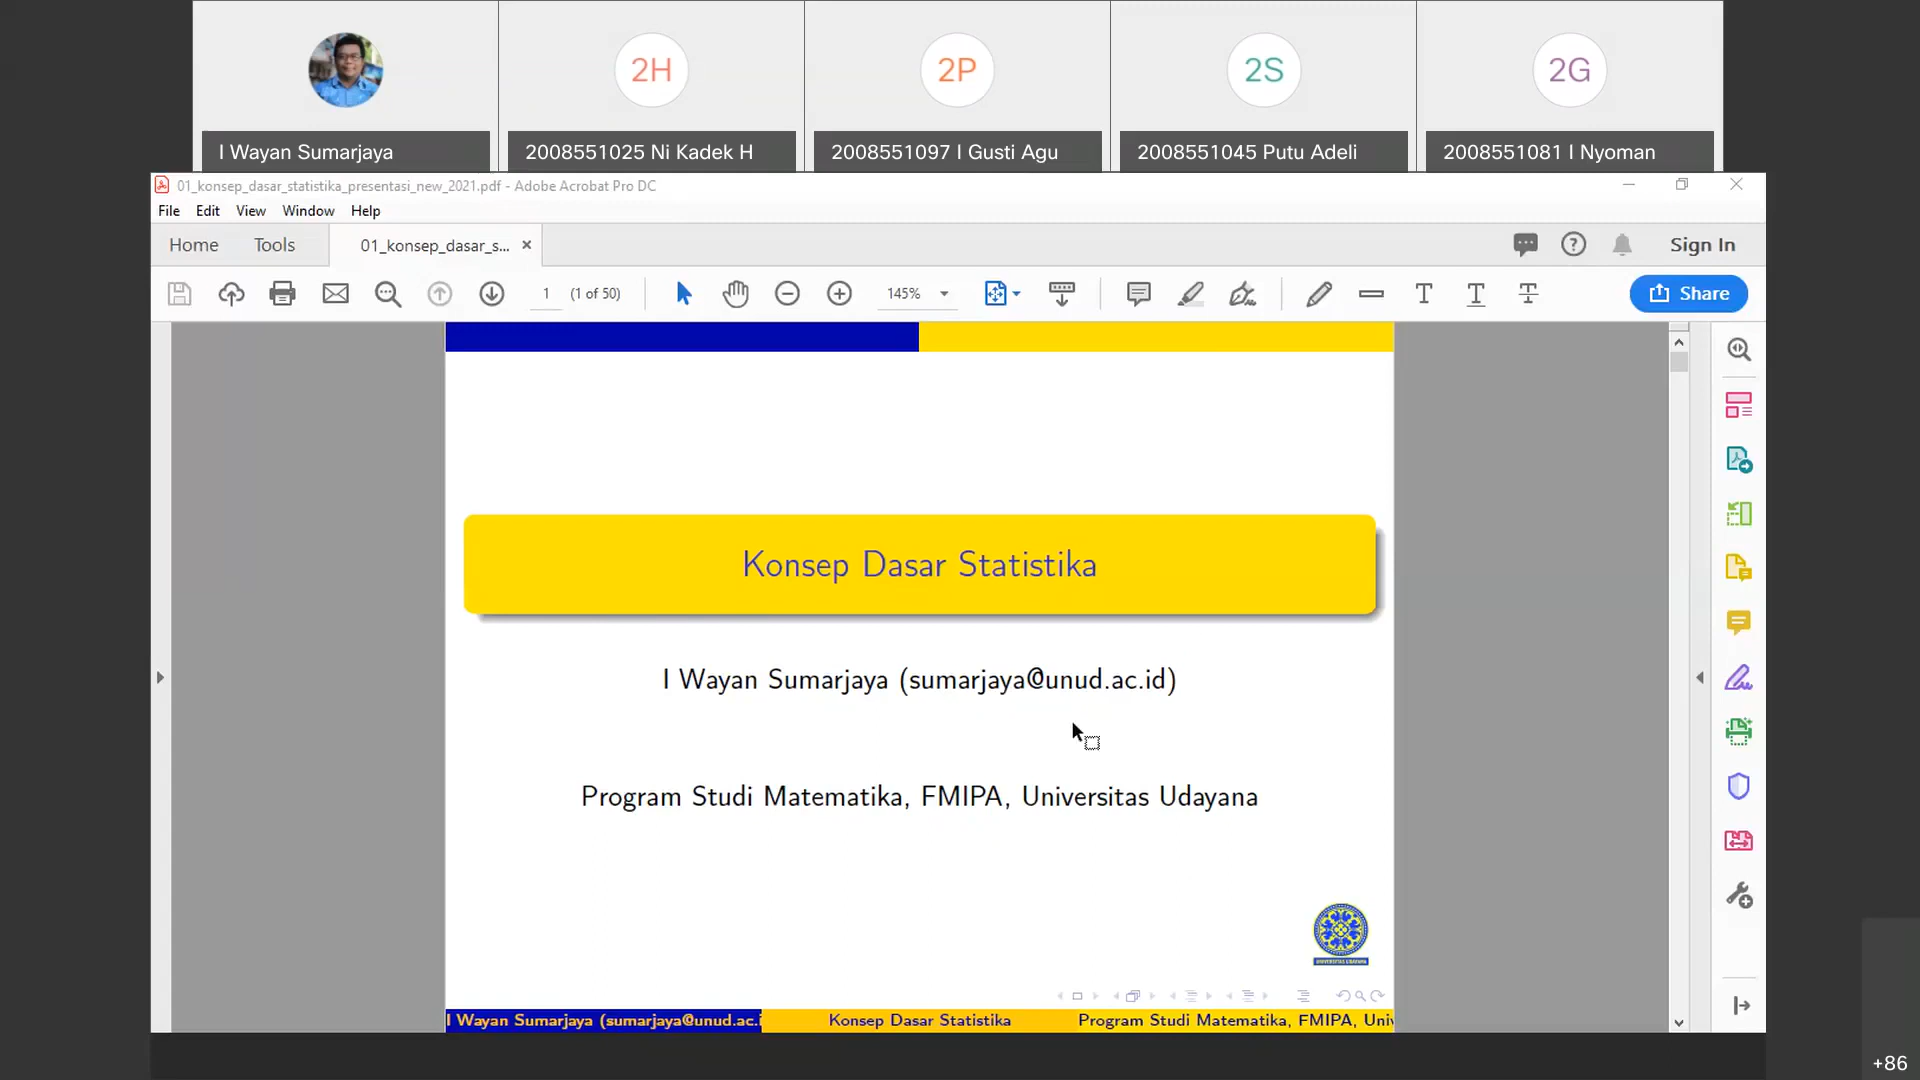 2H
2P
2S
2G
I Wayan Sumarjaya
2008551025 Ni Kadek H
2008551097 I Gusti Agu
2008551045 Putu Adeli
2008551081 I Nyoman
01_konsep_dasar_statistika_presentasi_new_2021.pdf - Adobe Acrobat Pro DC
File Edit View Window Help
Home Tools 01_konsep_dasar_s... Sign In
1 (1 of 50) 145% Share
Konsep Dasar Statistika
I Wayan Sumarjaya (sumarjaya@unud.ac.id)
Program Studi Matematika, FMIPA, Universitas Udayana
UNIVERSITAS UDAYANA
I Wayan Sumarjaya (sumarjaya@unud.ac.i Konsep Dasar Statistika Program Studi Matematika, FMIPA, Univ
+86